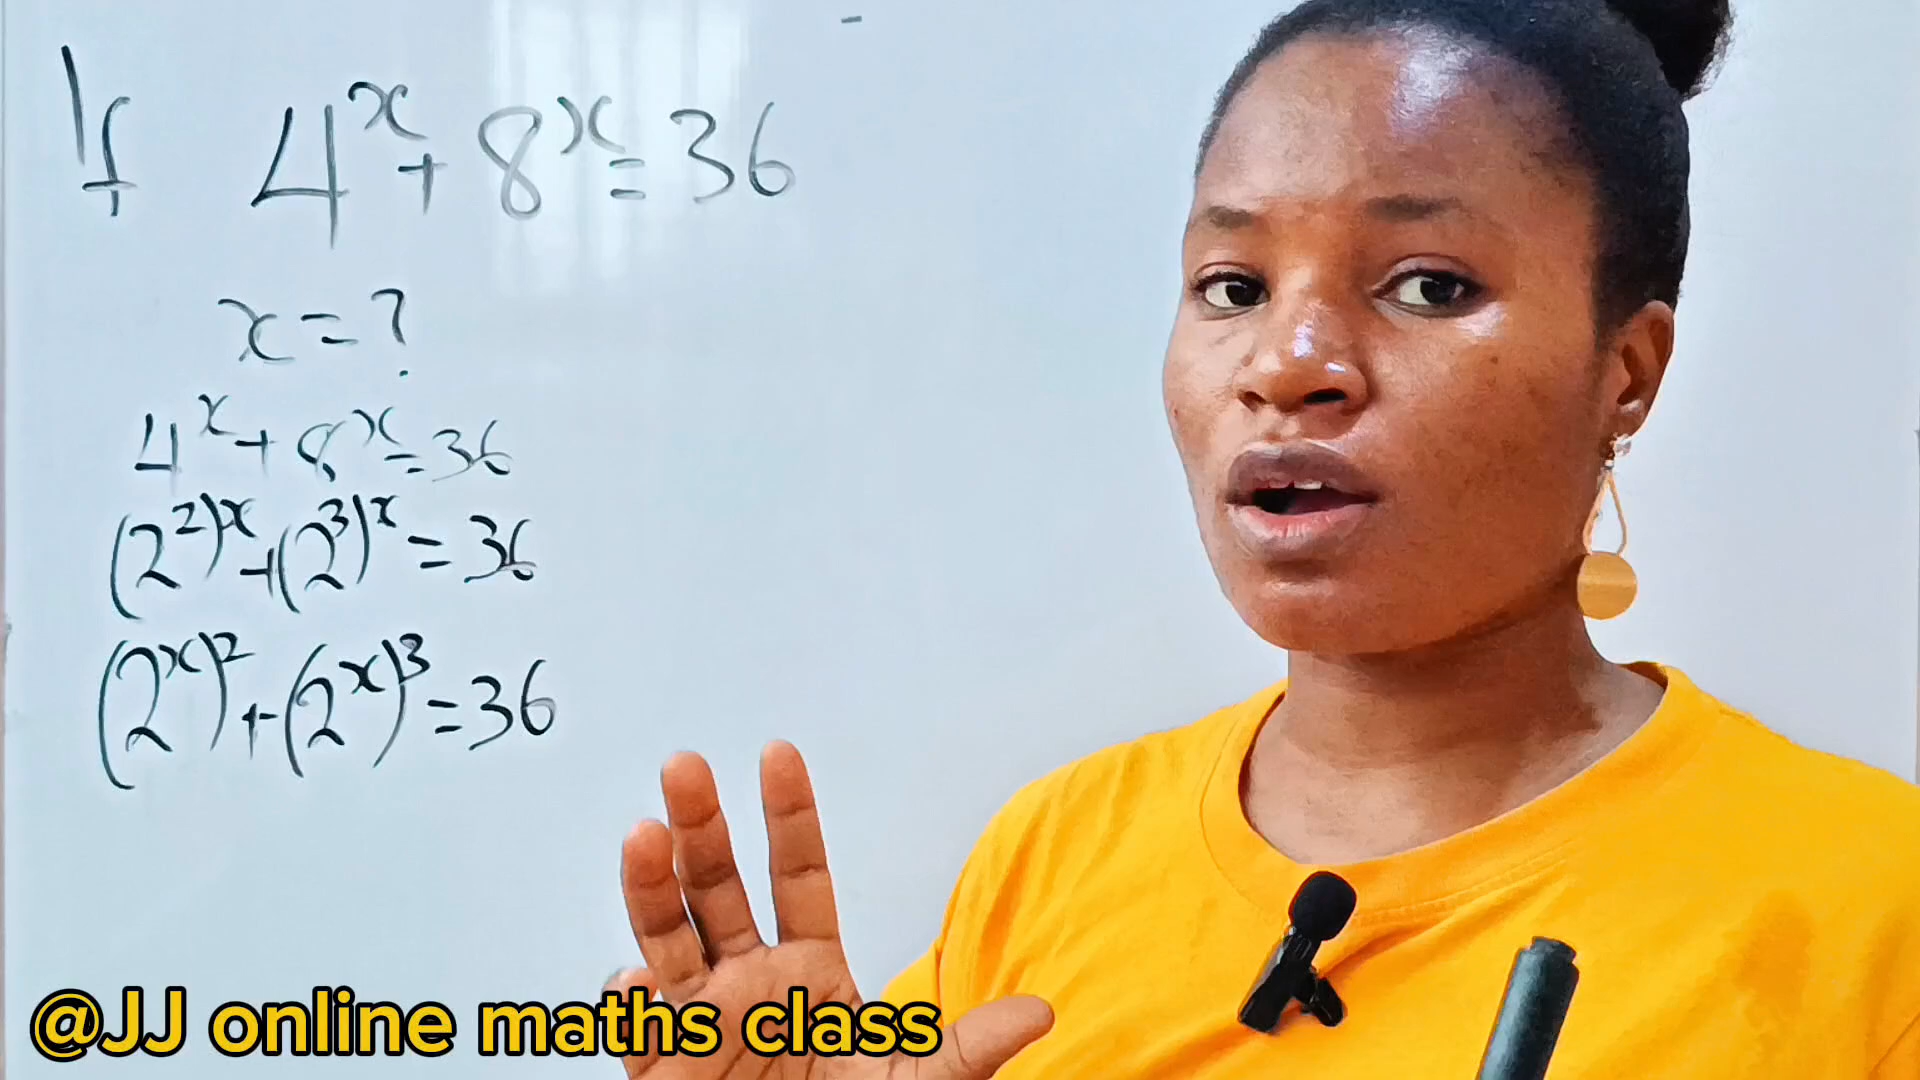 If 4^x + 8^x = 36
x = ?
4^x + 8^x = 36
(2^2)^x + (2^3)^x = 36
(2^x)^2 + (2^x)^3 = 36
@JJ online maths class